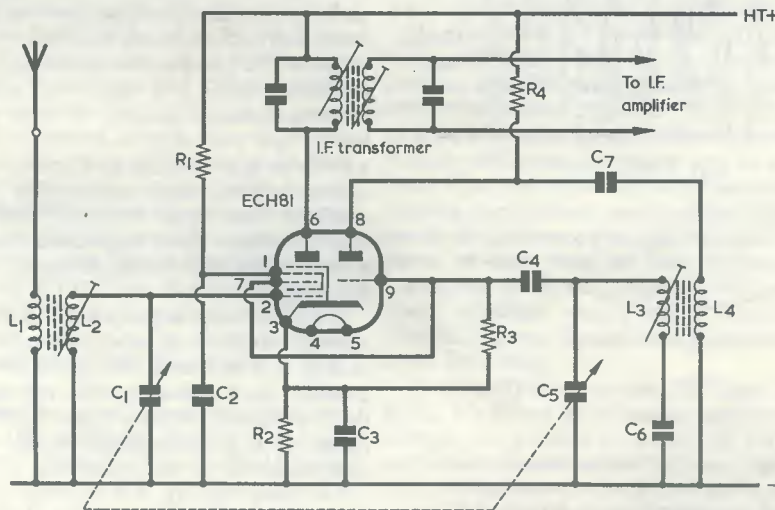 HT+
To I.F.
amplifier
R4
I.F. transformer
R1
C7
ECH81
6
8
1
7
2
9
C4
3
4
5
L1
L2
R3
L3
L4
C1
C2
R2
C3
C5
C6
-